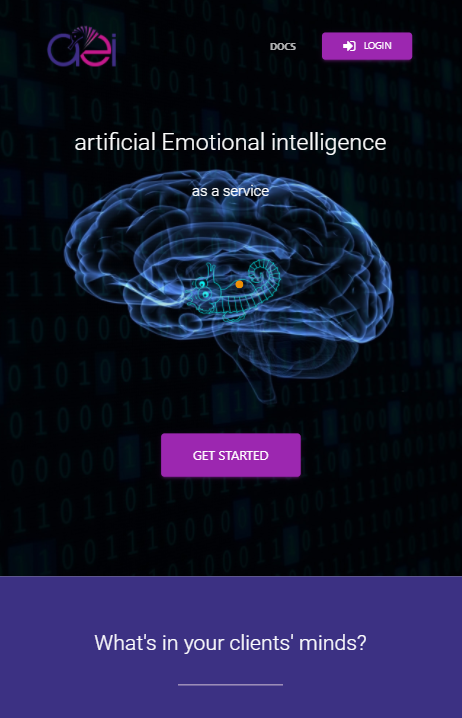 aei
DOCS
LOGIN
artificial Emotional intelligence
as a service
GET STARTED
What's in your clients' minds?